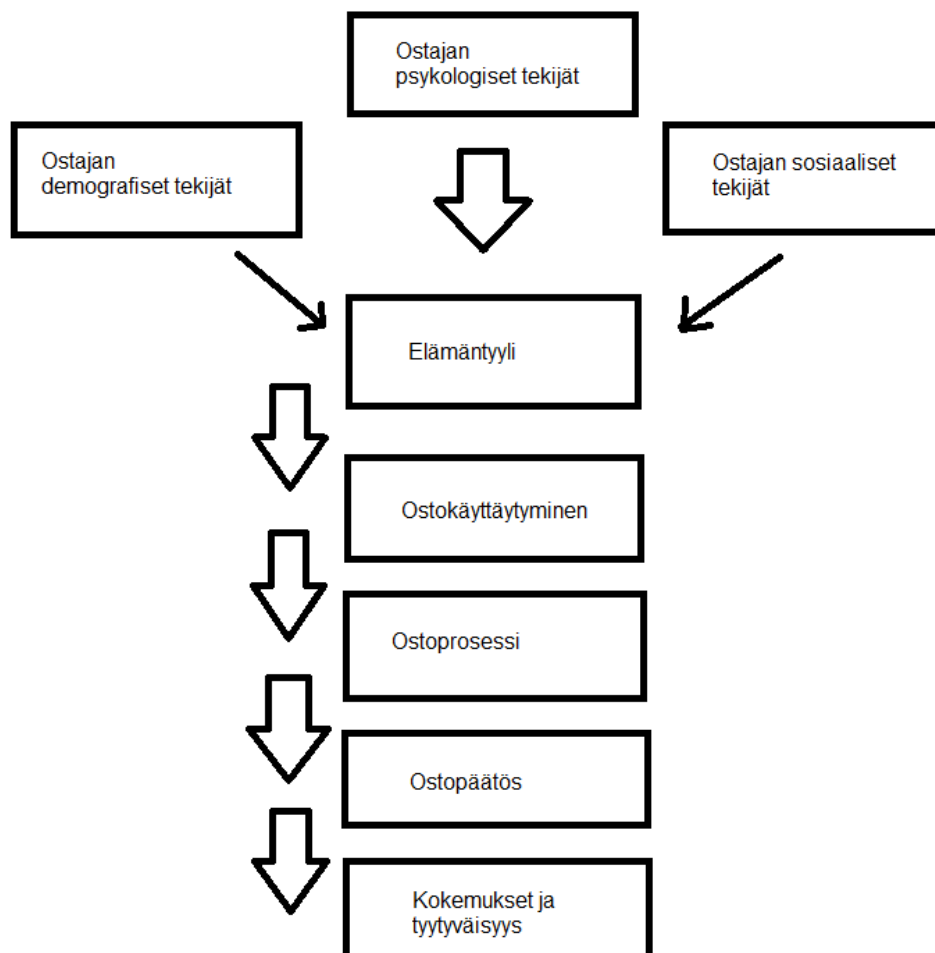 Ostajan
psykologiset tekijät
Ostajan
demografiset tekijät
Ostajan sosiaaliset
tekijät
Elämäntyyli
Ostokäyttäytyminen
Ostoprosessi
Ostopäätös
Kokemukset ja
tyytyväisyys